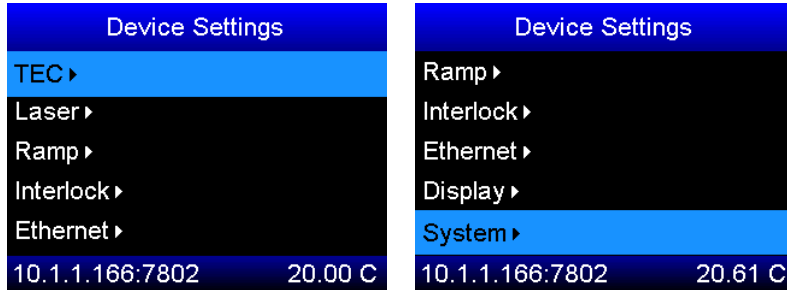 Device Settings
TEC
Laser
Ramp
Interlock
Ethernet
10.1.1.166:7802 20.00 C
Device Settings
Ramp
Interlock
Ethernet
Display
System
10.1.1.166:7802 20.61 C